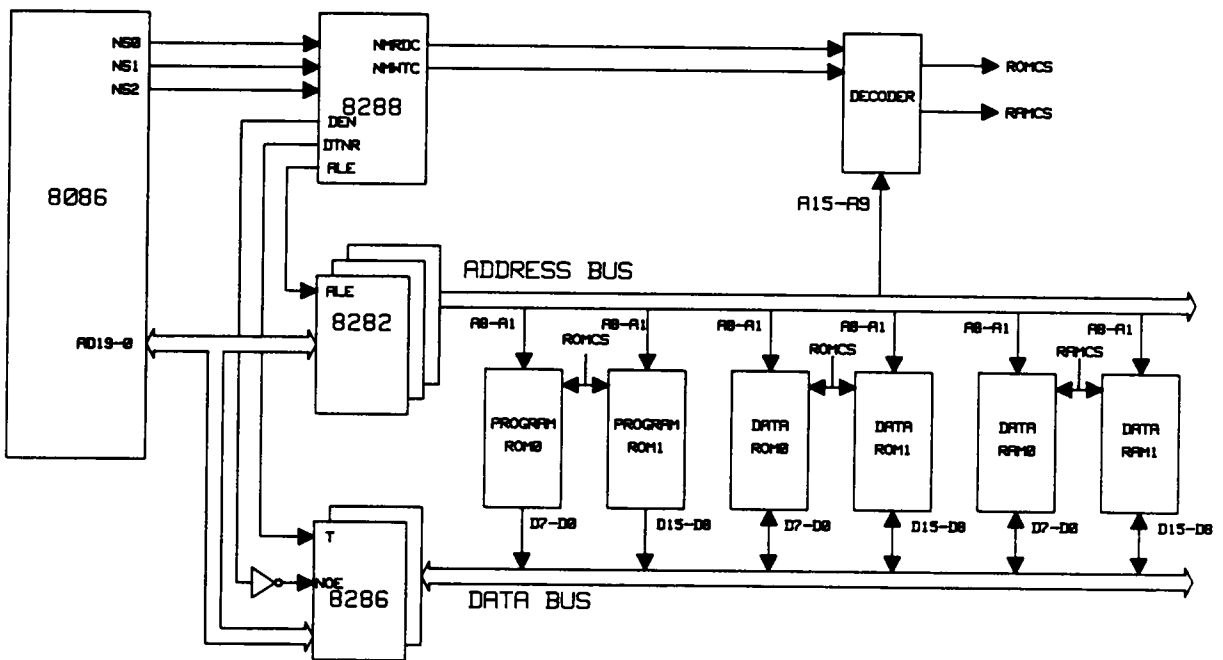 NS0
NS1
NS2
8086
AD19-0
NMRDC
NMWTC
8288
DEN
DTNR
ALE
DECODER
ROMCS
RAMCS
A15-A9
ADDRESS BUS
ALE
8282
A8-A1
A8-A1
A8-A1
A8-A1
A8-A1
A8-A1
ROMCS
ROMCS
RAMCS
PROGRAM
ROM0
PROGRAM
ROM1
DATA
ROM0
DATA
ROM1
DATA
RAM0
DATA
RAM1
D7-D0
D15-D8
D7-D0
D15-D8
D7-D0
D15-D8
T
NOE
8286
DATA BUS